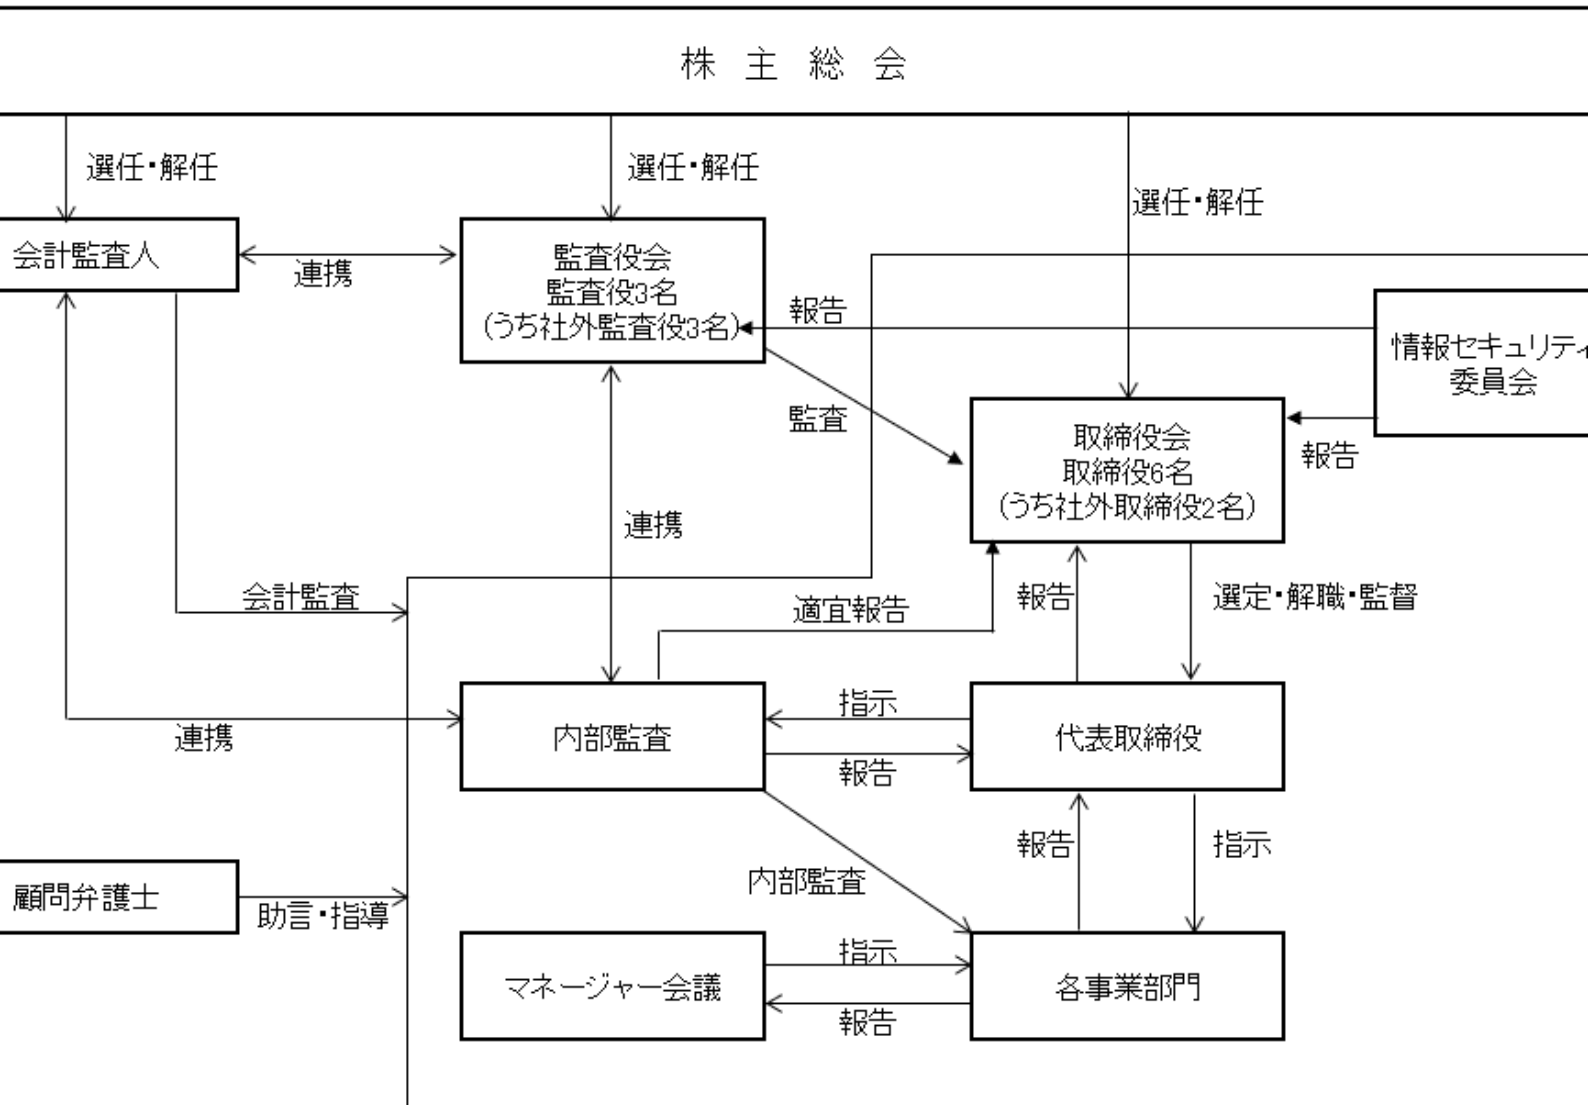 株主総会
選任・解任
選任・解任
選任・解任
会計監査人
連携
監査役会
監査役3名
(うち社外監査役3名)
報告
情報セキュリティ
委員会
監査
報告
取締役会
取締役6名
(うち社外取締役2名)
連携
会計監査
適宜報告
報告
選定・解職・監督
連携
内部監査
指示
報告
代表取締役
報告
指示
顧問弁護士
助言・指導
内部監査
マネージャー会議
指示
報告
各事業部門